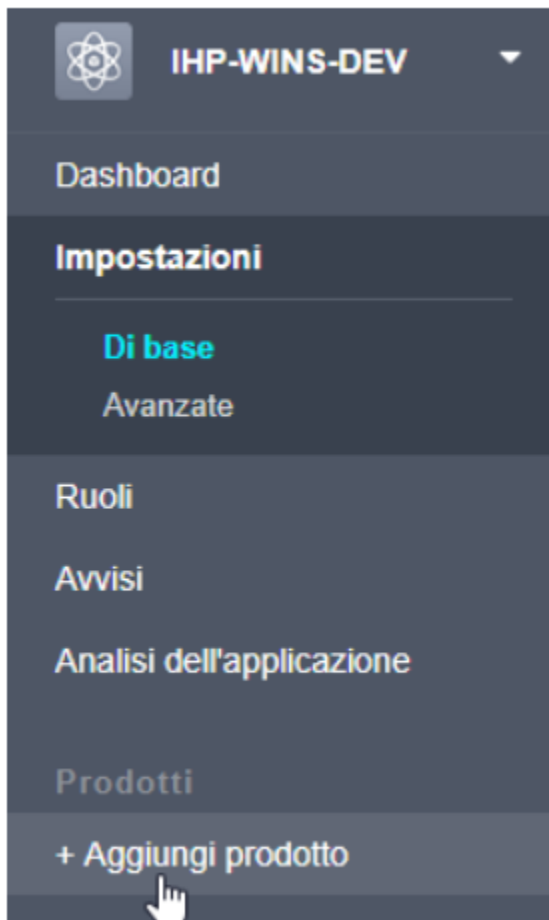 IHP-WINS-DEV
Dashboard
Impostazioni
Di base
Avanzate
Ruoli
Avvisi
Analisi dell'applicazione
Prodotti
+ Aggiungi prodotto